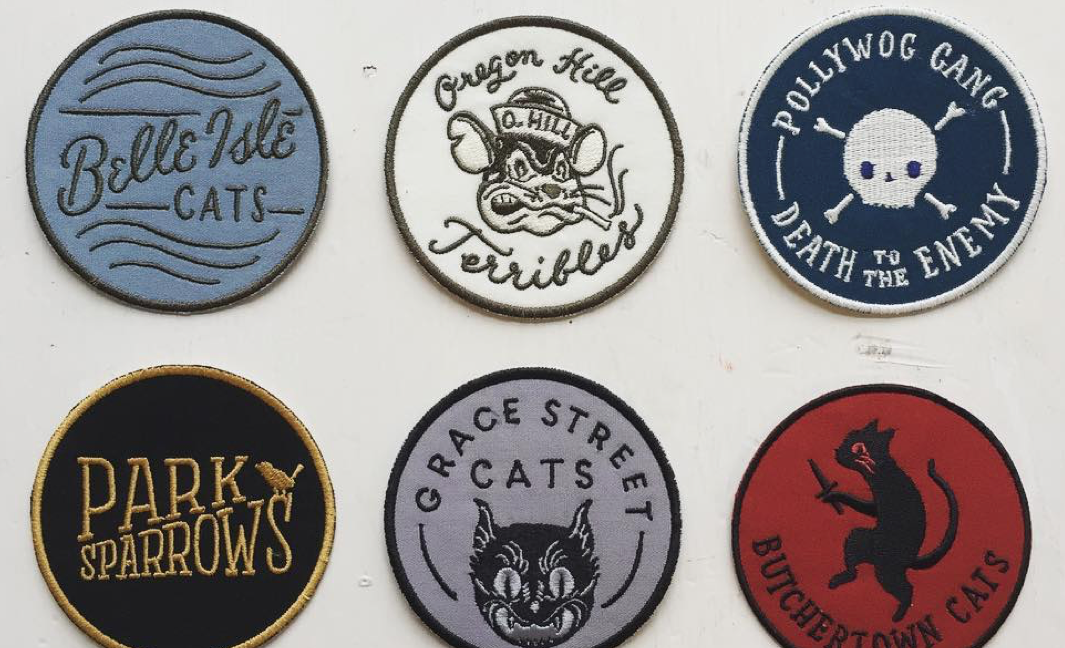 Belle Isle
CATS
Oregon Hill
O. HILL
Terribles
POLLYWOG GANG
DEATH TO THE ENEMY
PARK
SPARROWS
GRACE STREET
CATS
BUTCHERTOWN CATS